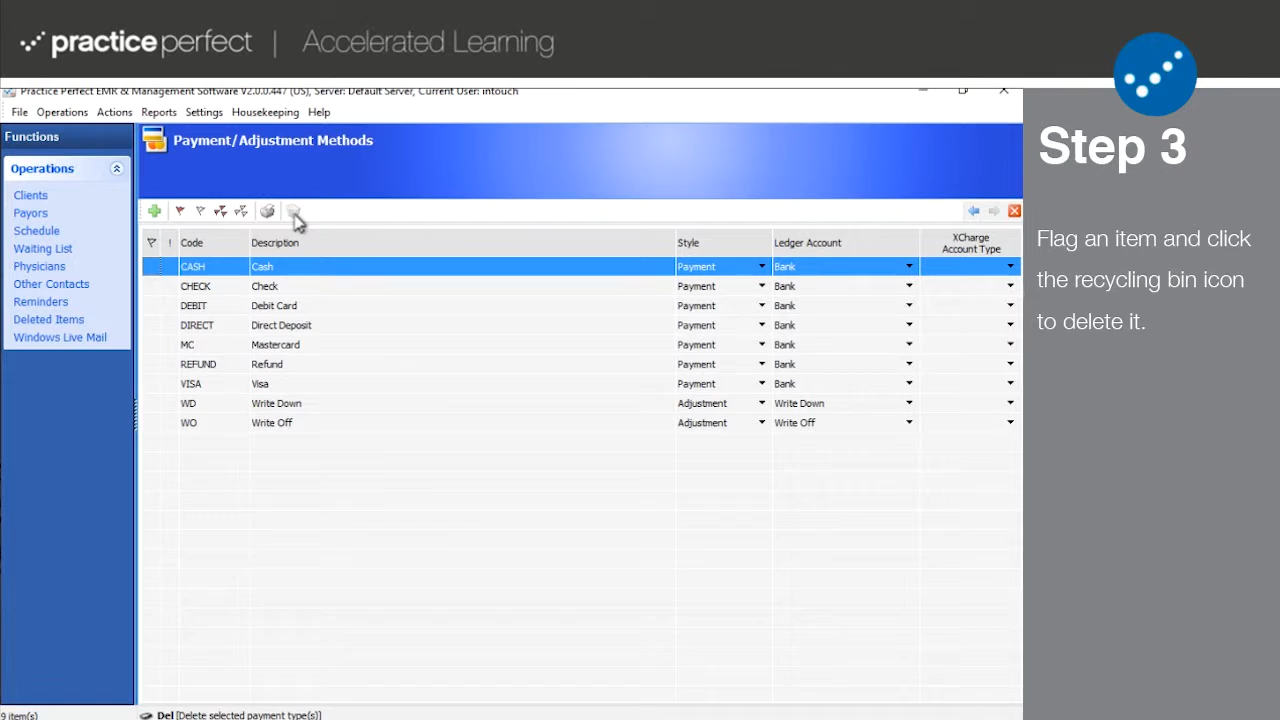 practiceperfect | Accelerated Learning
Practice Perfect EMR & Management Software V2.0.0.447 (US), Server: Default Server, Current User: intouch
File Operations Actions Reports Settings Housekeeping Help
Functions
Operations
Clients
Payors
Schedule
Waiting List
Physicians
Other Contacts
Reminders
Deleted Items
Windows Live Mail
Payment/Adjustment Methods
! Code Description Style Ledger Account XCharge
Account Type
CASH Cash Payment Bank
CHECK Check Payment Bank
DEBIT Debit Card Payment Bank
DIRECT Direct Deposit Payment Bank
MC Mastercard Payment Bank
REFUND Refund Payment Bank
VISA Visa Payment Bank
WD Write Down Adjustment Write Down
WO Write Off Adjustment Write Off
9 item(s) Del [Delete selected payment type(s)]
Step 3
Flag an item and click
the recycling bin icon
to delete it.